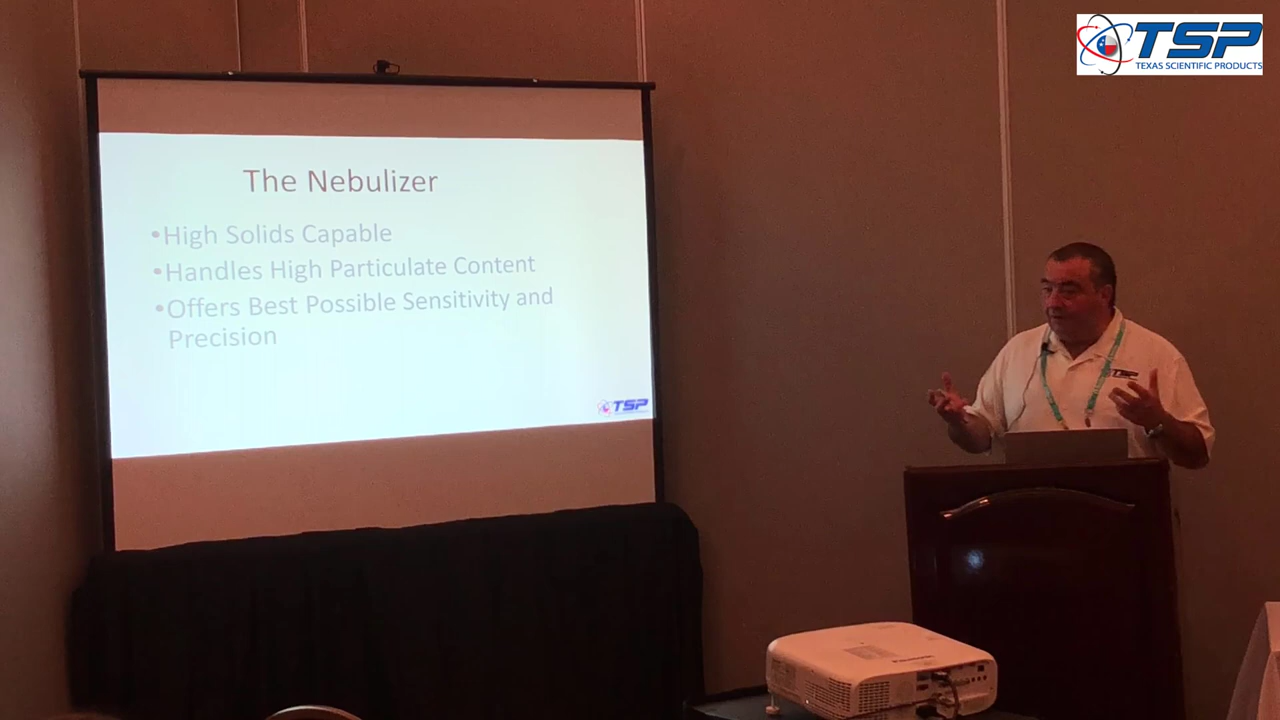 TSP
TEXAS SCIENTIFIC PRODUCTS
The Nebulizer
•High Solids Capable
•Handles High Particulate Content
•Offers Best Possible Sensitivity and
Precision
TSP
TSP